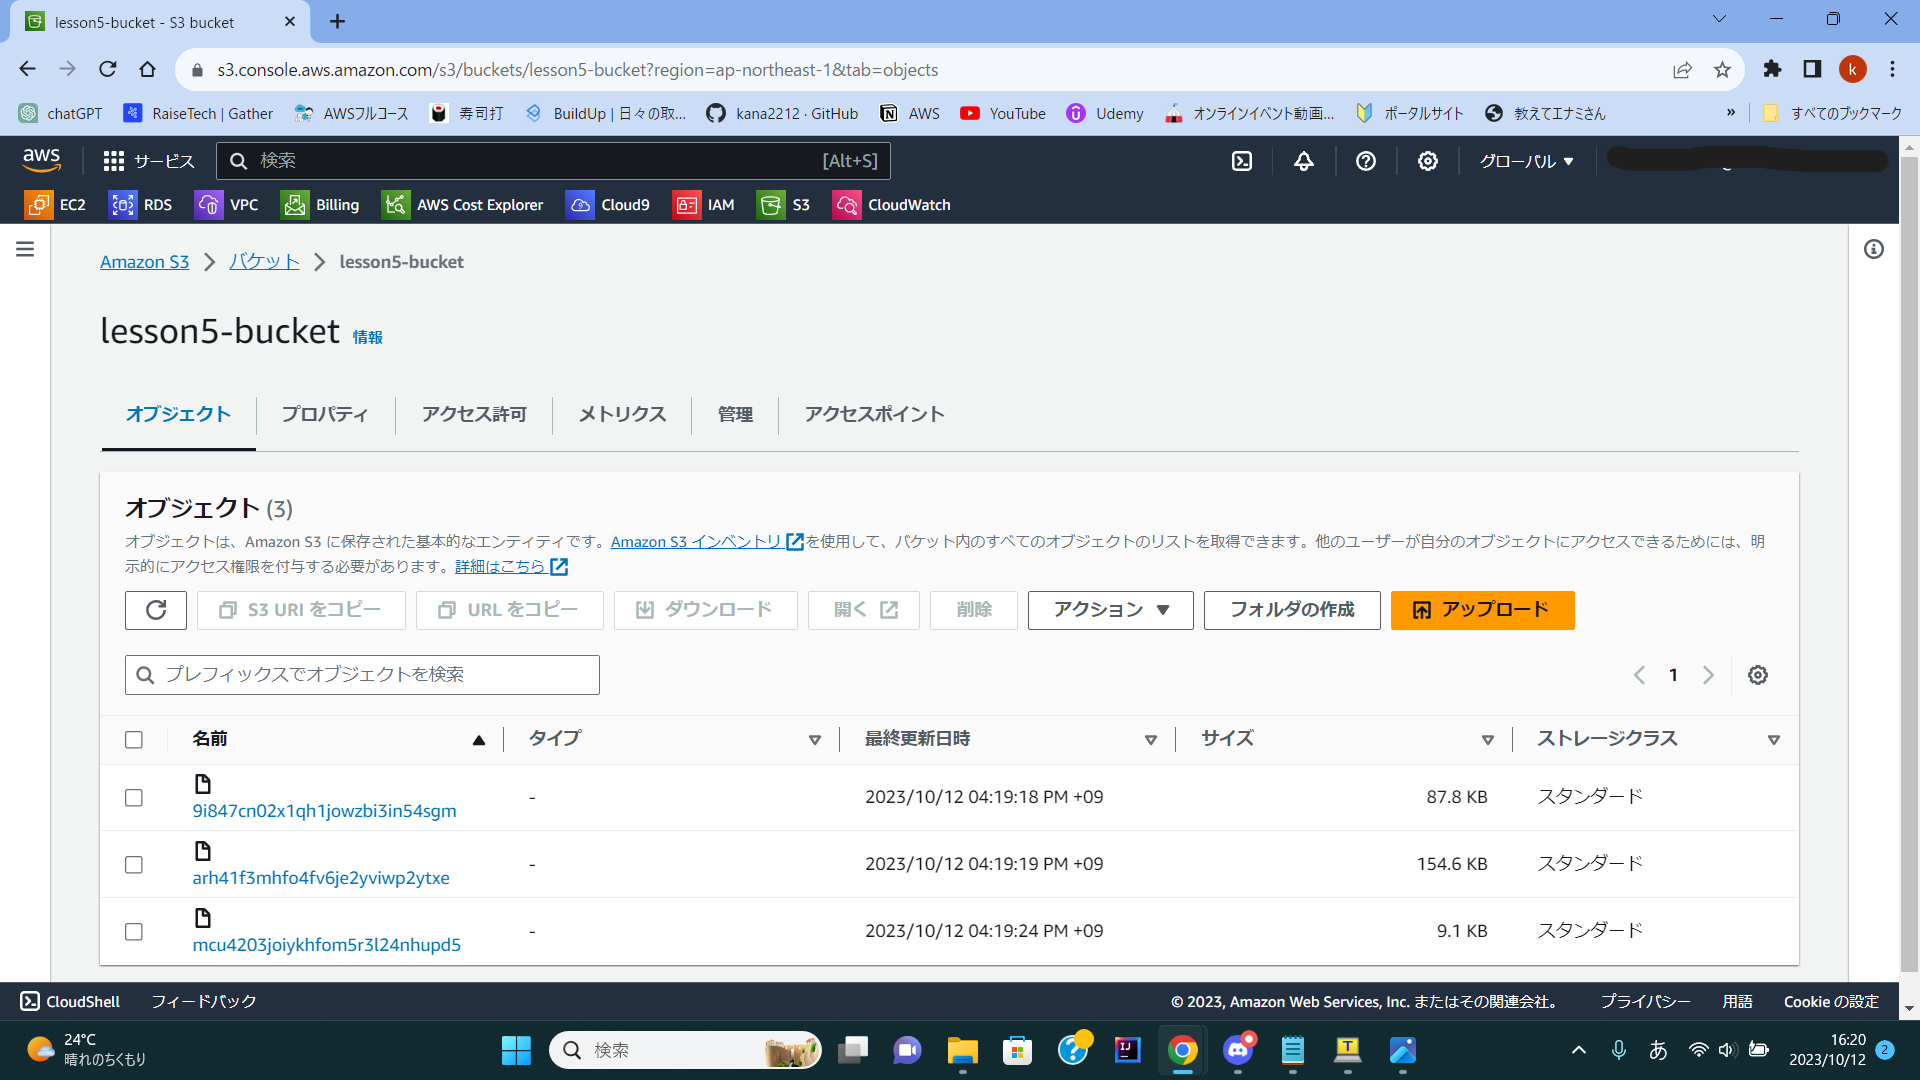 lesson5-bucket - S3 bucket
s3.console.aws.amazon.com/s3/buckets/lesson5-bucket?region=ap-northeast-1&tab=objects
k
chatGPT RaiseTech | Gather AWSフルコース 寿司打 BuildUp | 日々の取... kana2212 · GitHub AWS YouTube Udemy オンラインイベント動画... ポータルサイト 教えてエナミさん » すべてのブックマーク
aws サービス 検索 [Alt+S] グローバル ▼
EC2 RDS VPC Billing AWS Cost Explorer Cloud9 IAM S3 CloudWatch
Amazon S3 > バケット > lesson5-bucket
lesson5-bucket 情報
オブジェクト プロパティ アクセス許可 メトリクス 管理 アクセスポイント
オブジェクト (3)
オブジェクトは、Amazon S3 に保存された基本的なエンティティです。Amazon S3 インベントリ を使用して、バケット内のすべてのオブジェクトのリストを取得できます。他のユーザーが自分のオブジェクトにアクセスできるためには、明
示的にアクセス権限を付与する必要があります。詳細はこちら
S3 URI をコピー URL をコピー ダウンロード 開く 削除 アクション ▼ フォルダの作成 アップロード
プレフィックスでオブジェクトを検索 1
名前 タイプ 最終更新日時 サイズ ストレージクラス
9i847cn02x1qh1jowzbi3in54sgm - 2023/10/12 04:19:18 PM +09 87.8 KB スタンダード
arh41f3mhfo4fv6je2yviwp2ytxe - 2023/10/12 04:19:19 PM +09 154.6 KB スタンダード
mcu4203joiykhfom5r3l24nhupd5 - 2023/10/12 04:19:24 PM +09 9.1 KB スタンダード
CloudShell フィードバック © 2023, Amazon Web Services, Inc. またはその関連会社。 プライバシー 用語 Cookie の設定
24°C
晴れのちくもり
検索
あ
16:20
2023/10/12
2